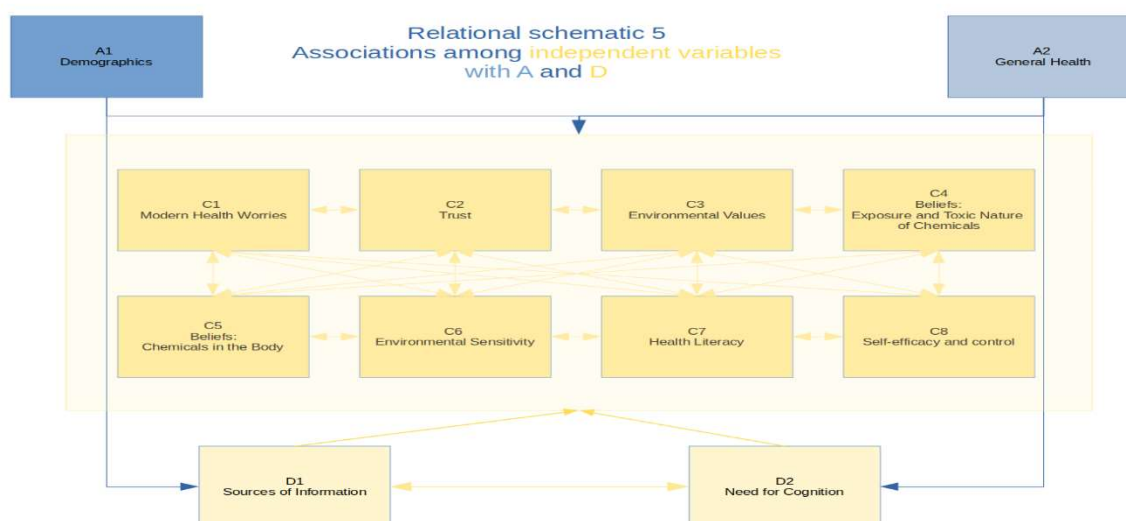 Relational schematic 5
Associations among independent variables
with A and D
A1
Demographics
A2
General Health
C1
Modern Health Worries
C2
Trust
C3
Environmental Values
C4
Beliefs:
Exposure and Toxic Nature
of Chemicals
C5
Beliefs:
Chemicals in the Body
C6
Environmental Sensitivity
C7
Health Literacy
C8
Self-efficacy and control
D1
Sources of Information
D2
Need for Cognition